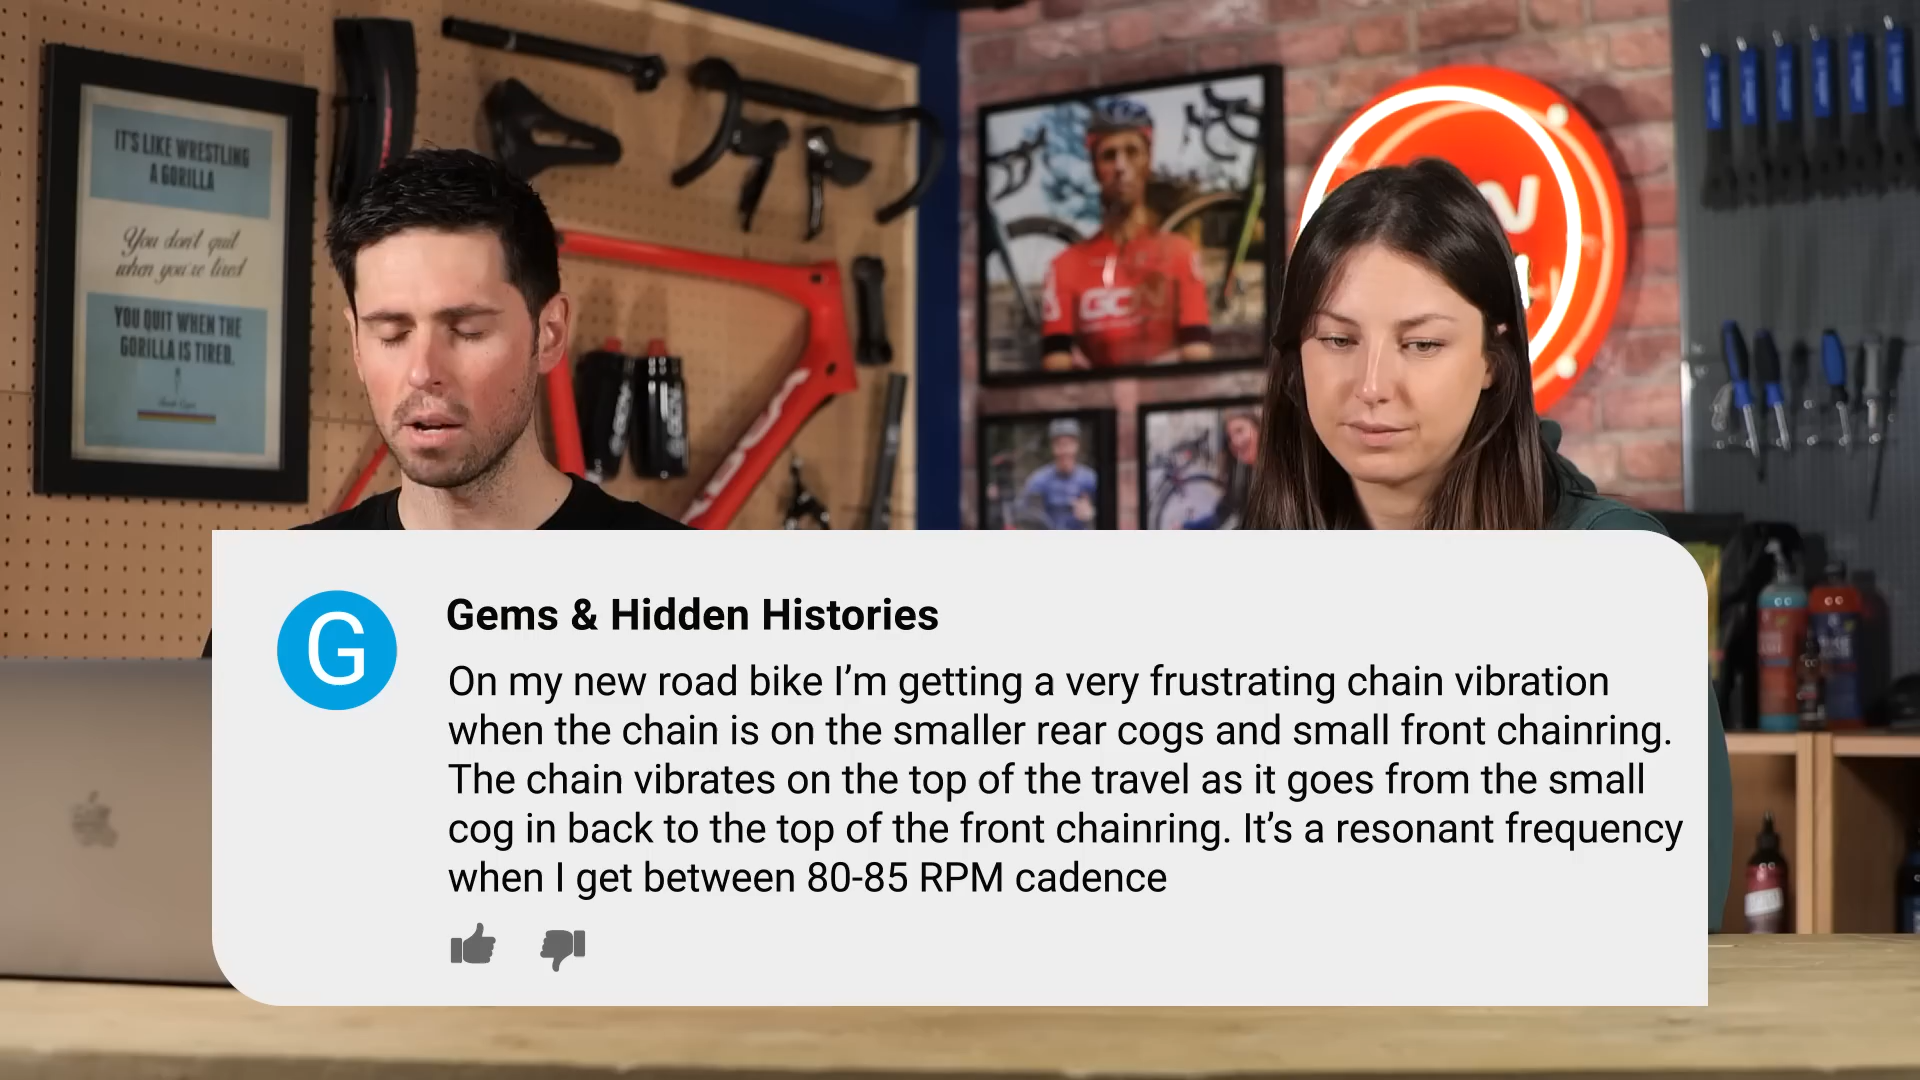 IT'S LIKE WRESTLING
A GORILLA
You don't quit
when you're tired
YOU QUIT WHEN THE
GORILLA IS TIRED.
GCN
G
Gems & Hidden Histories
On my new road bike I’m getting a very frustrating chain vibration
when the chain is on the smaller rear cogs and small front chainring.
The chain vibrates on the top of the travel as it goes from the small
cog in back to the top of the front chainring. It’s a resonant frequency
when I get between 80-85 RPM cadence